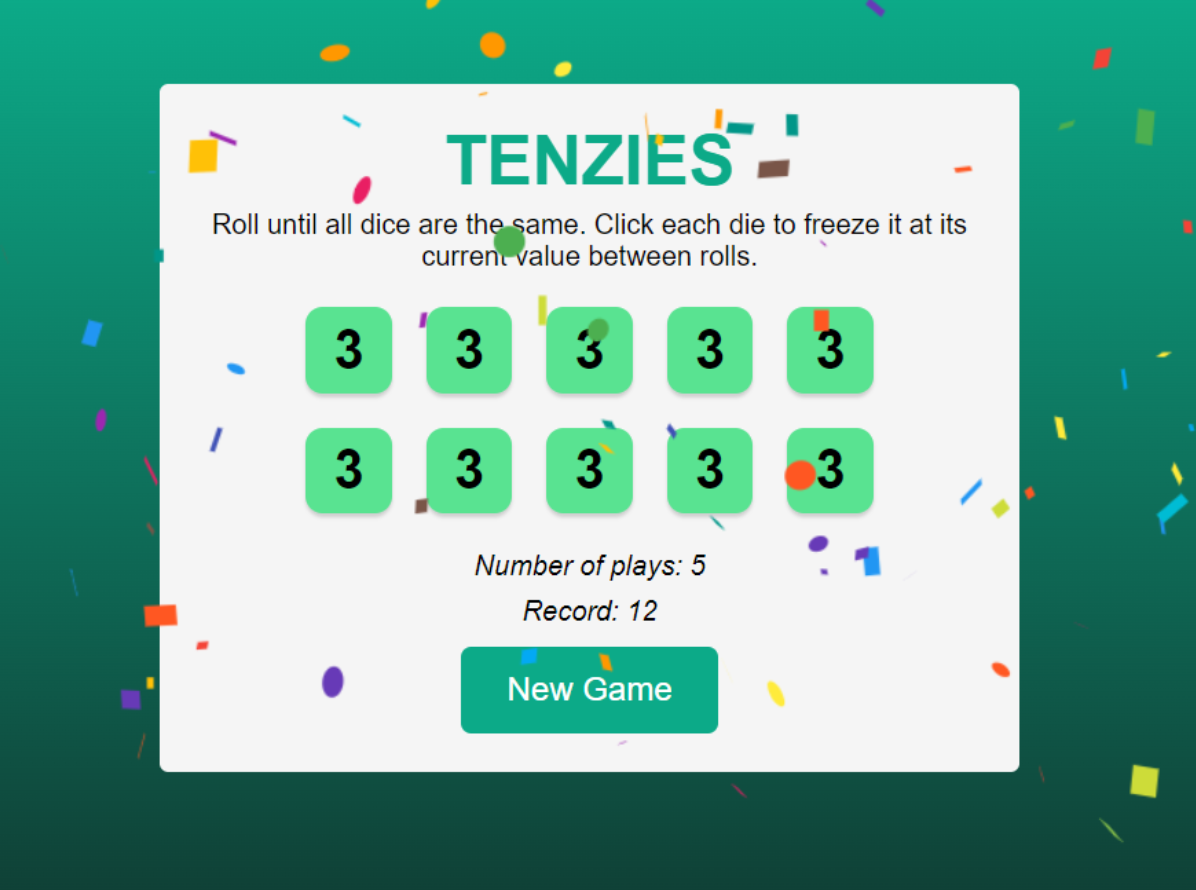 TENZIES
Roll until all dice are the same. Click each die to freeze it at its
current value between rolls.
3 3 3 3 3
3 3 3 3 3
Number of plays: 5
Record: 12
New Game